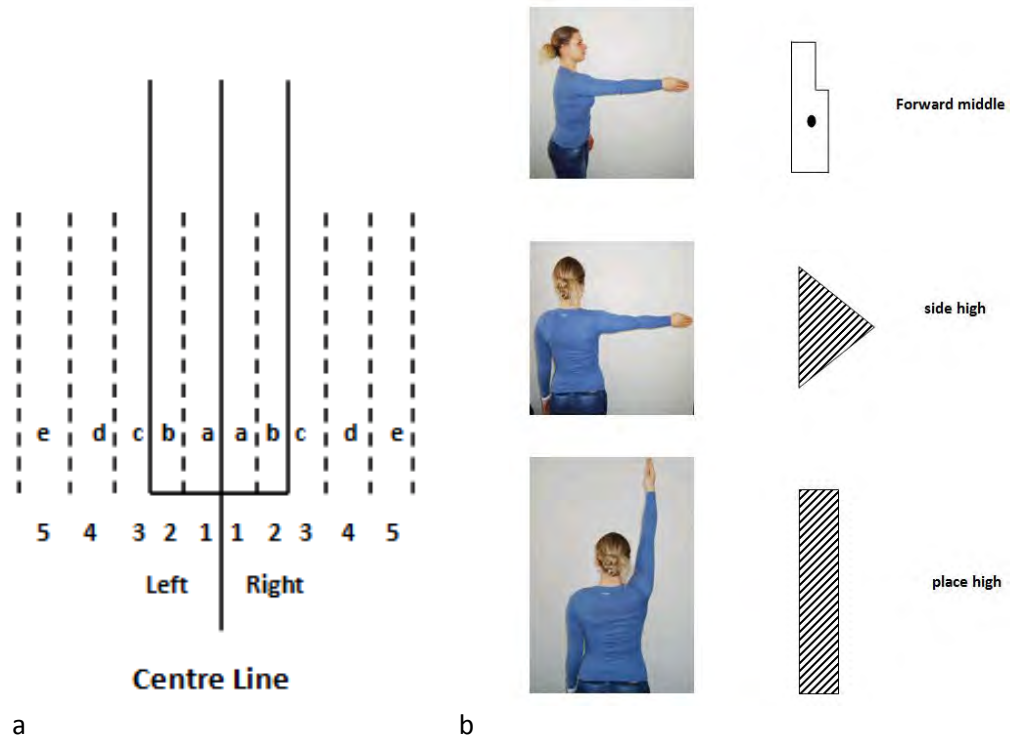 e d c b a a b c d e
5 4 3 2 1 1 2 3 4 5
Left Right
Centre Line
a
Forward middle
side high
place high
b